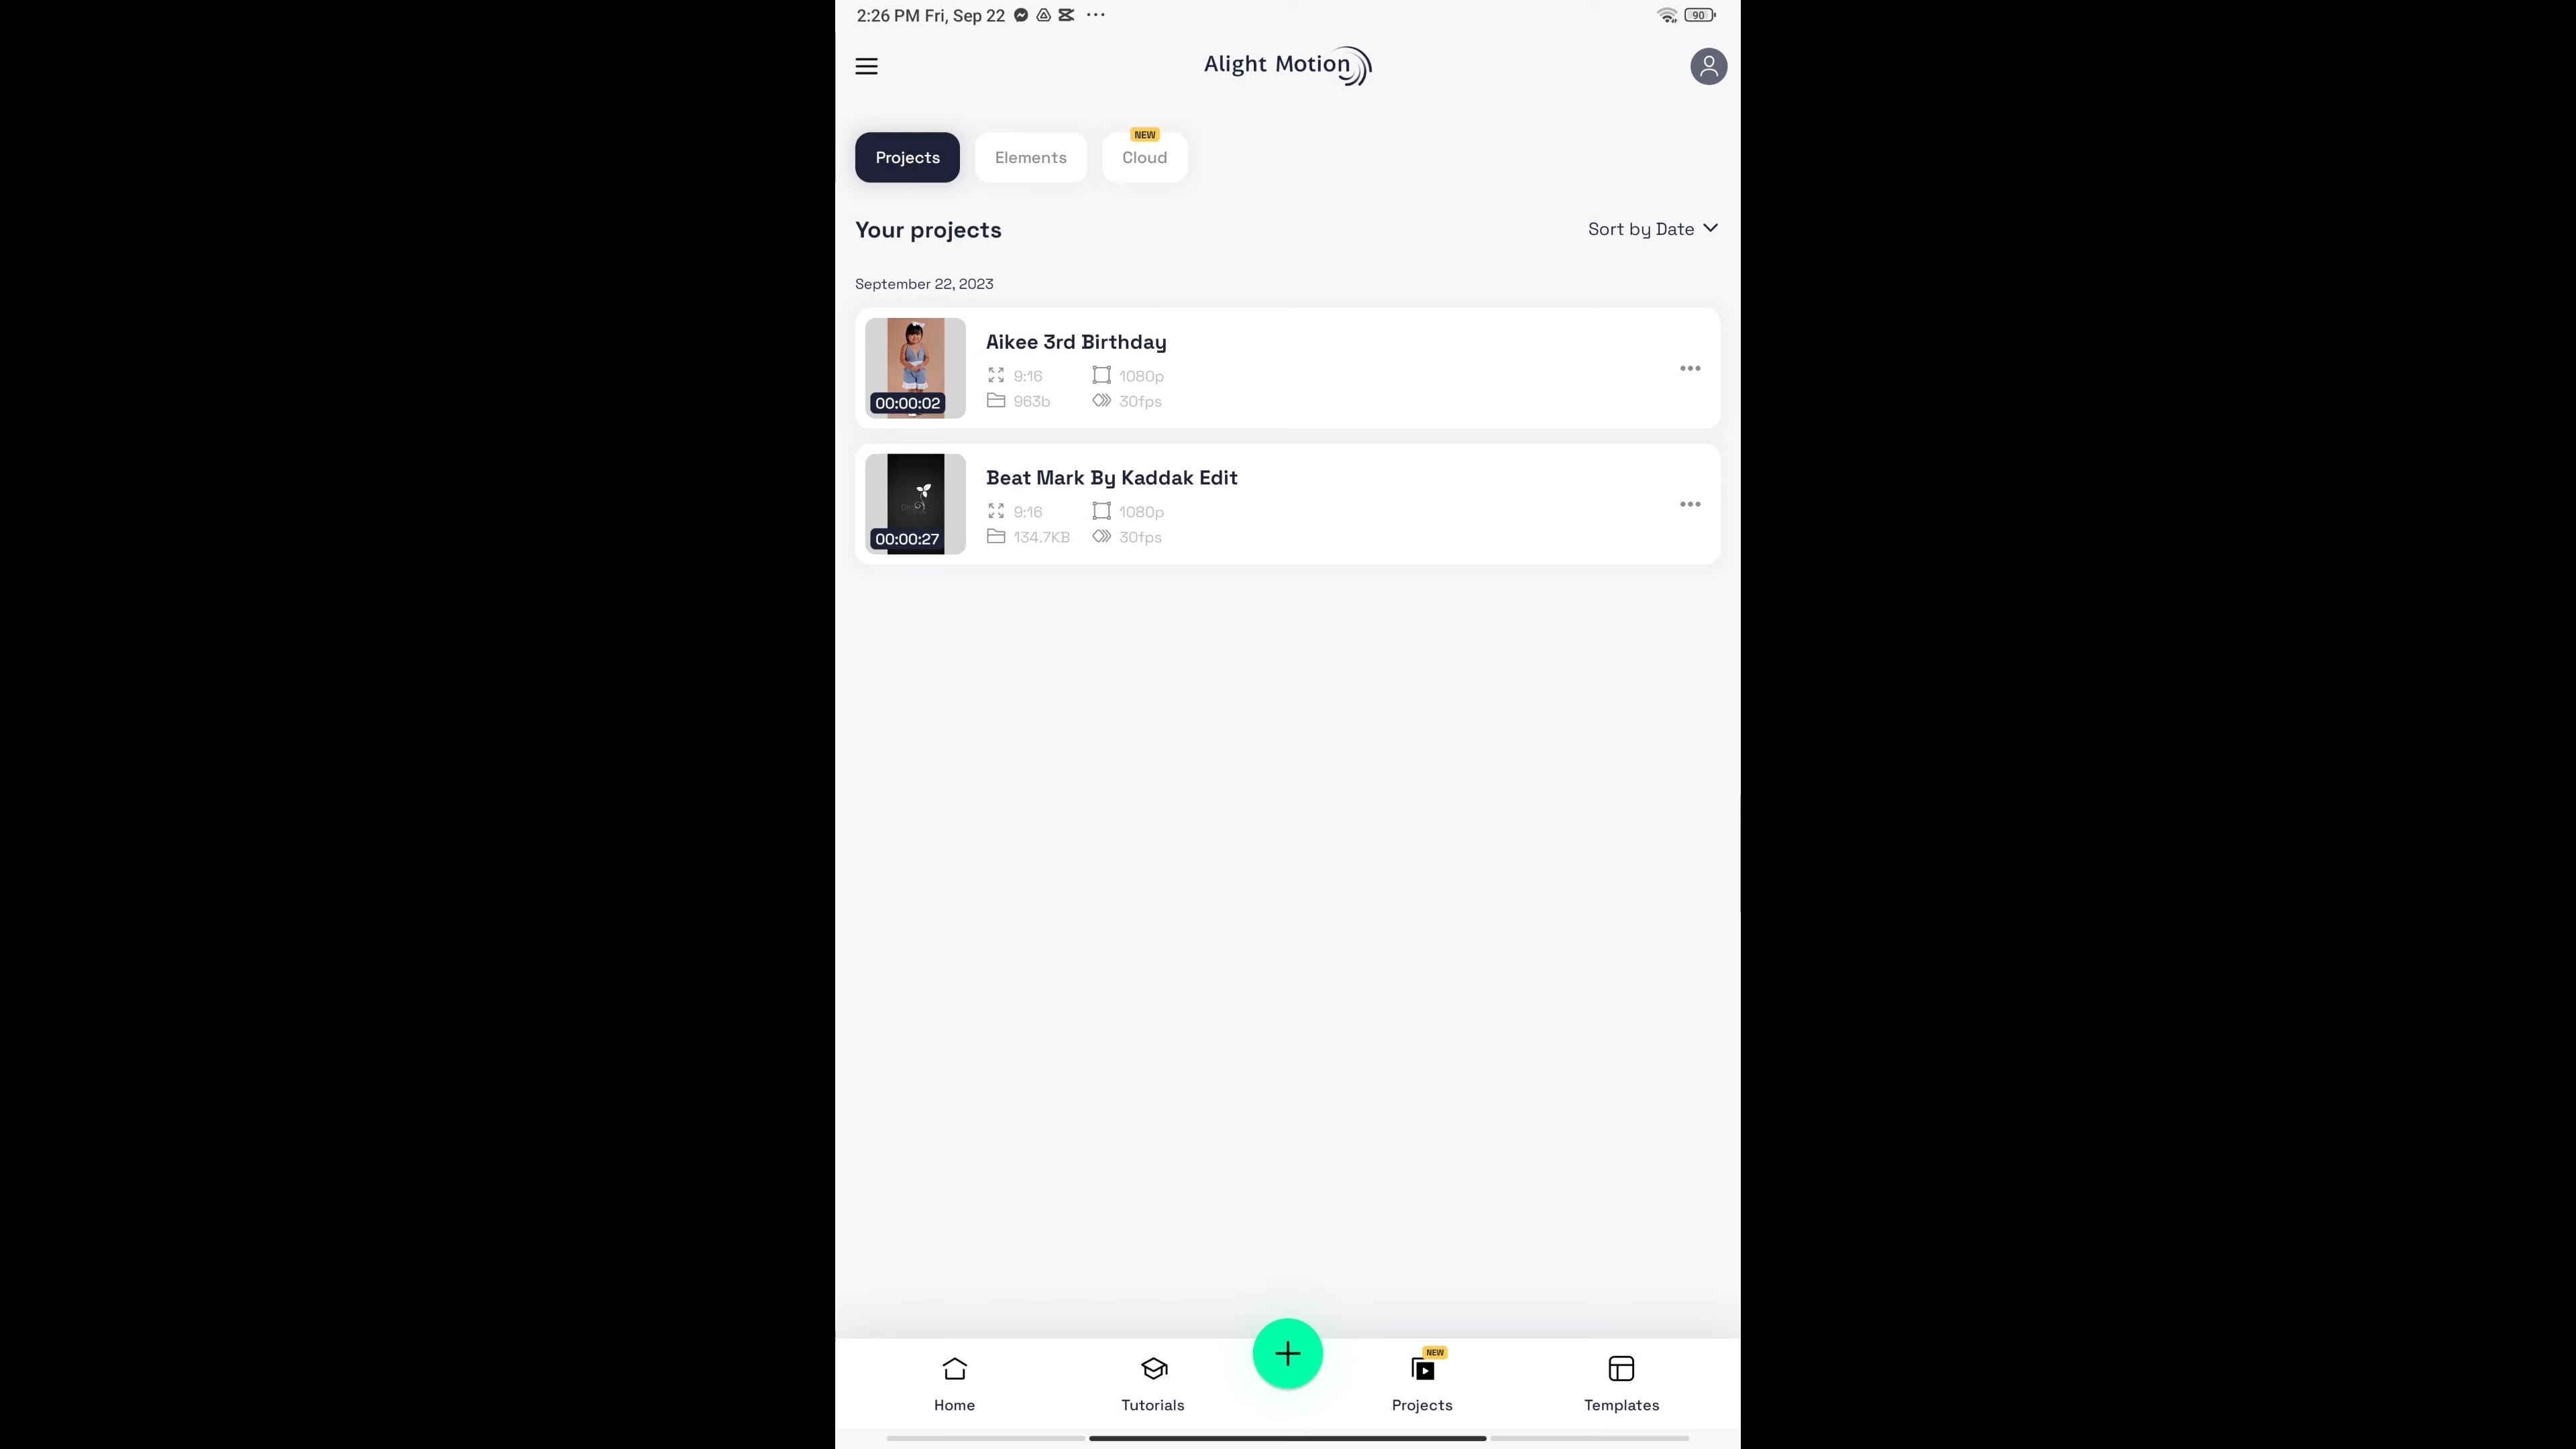 2:26 PM Fri, Sep 22
90
Alight Motion
Projects
Elements
NEW
Cloud
Your projects
Sort by Date
September 22, 2023
Aikee 3rd Birthday
9:16
1080p
963b
30fps
00:00:02
Beat Mark By Kaddak Edit
9:16
1080p
134.7KB
30fps
00:00:27
Home
Tutorials
NEW
Projects
Templates